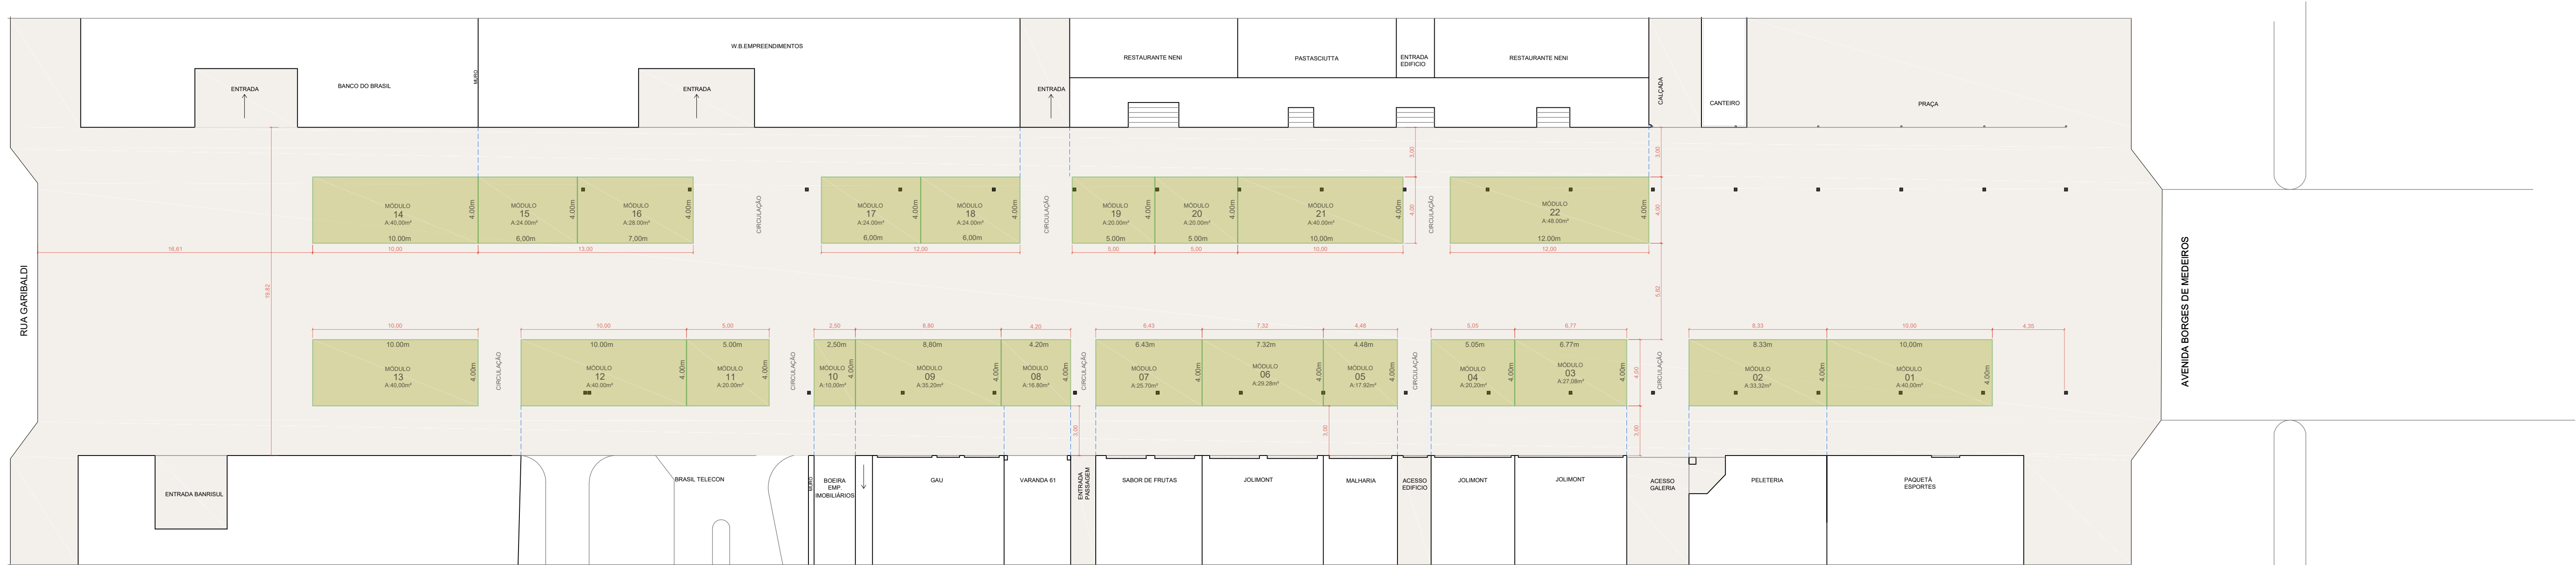 W.B.EMPREENDIMENTOS
BANCO DO BRASIL
MURO
ENTRADA
ENTRADA
ENTRADA
RESTAURANTE NENI
PASTASCIUTTA
ENTRADA
EDIFICIO
RESTAURANTE NENI
CALÇADA
CANTEIRO
PRAÇA
3,00
3,00
MÓDULO
14
A:40,00m²
10.00m
4.00m
MÓDULO
15
A:24.00m²
6,00m
4.00m
MÓDULO
16
A:28.00m²
7,00m
4.00m
CIRCULAÇÃO
MÓDULO
17
A:24.00m²
6,00m
4.00m
MÓDULO
18
A:24.00m²
6,00m
4.00m
CIRCULAÇÃO
MÓDULO
19
A:20.00m²
5.00m
4.00m
MÓDULO
20
A:20.00m²
5.00m
4.00m
MÓDULO
21
A:40.00m²
10,00m
4.00m
4,00
CIRCULAÇÃO
MÓDULO
22
A:48.00m²
12.00m
4.00m
4,00
16,61
10,00
13,00
12,00
5,00
5,00
10,00
12,00
RUA GARIBALDI
19,82
5,82
AVENIDA BORGES DE MEDEIROS
10,00
10,00
5,00
2,50
8,80
4,20
6,43
7,32
4,48
5,05
6,77
8,33
10,00
4,35
10.00m
MÓDULO
13
A:40,00m²
4.00m
CIRCULAÇÃO
10.00m
MÓDULO
12
A:40.00m²
4.00m
5.00m
MÓDULO
11
A:20.00m²
4.00m
CIRCULAÇÃO
2,50m
MÓDULO
10
A:10,00m²
4.00m
8,80m
MÓDULO
09
A:35,20m²
4.00m
4.20m
MÓDULO
08
A:16.80m²
4.00m
CIRCULAÇÃO
6.43m
MÓDULO
07
A:25.70m²
4.00m
7.32m
MÓDULO
06
A:29.28m²
4.00m
4.48m
MÓDULO
05
A:17.92m²
4.00m
CIRCULAÇÃO
5.05m
MÓDULO
04
A:20,20m²
6.77m
MÓDULO
03
A:27,08m²
4.00m
4,00
CIRCULAÇÃO
8.33m
MÓDULO
02
A:33,32m²
4.00m
10,00m
MÓDULO
01
A:40,00m²
4.00m
3,00
3,00
3,00
ENTRADA BANRISUL
BRASIL TELECON
MURO
BOEIRA
EMP.
IMOBILIÁRIOS
GAU
VARANDA 61
ENTRADA
PASSAGEM
SABOR DE FRUTAS
JOLIMONT
MALHARIA
ACESSO
EDIFICIO
JOLIMONT
JOLIMONT
ACESSO
GALERIA
PELETERIA
PAQUETÁ
ESPORTES